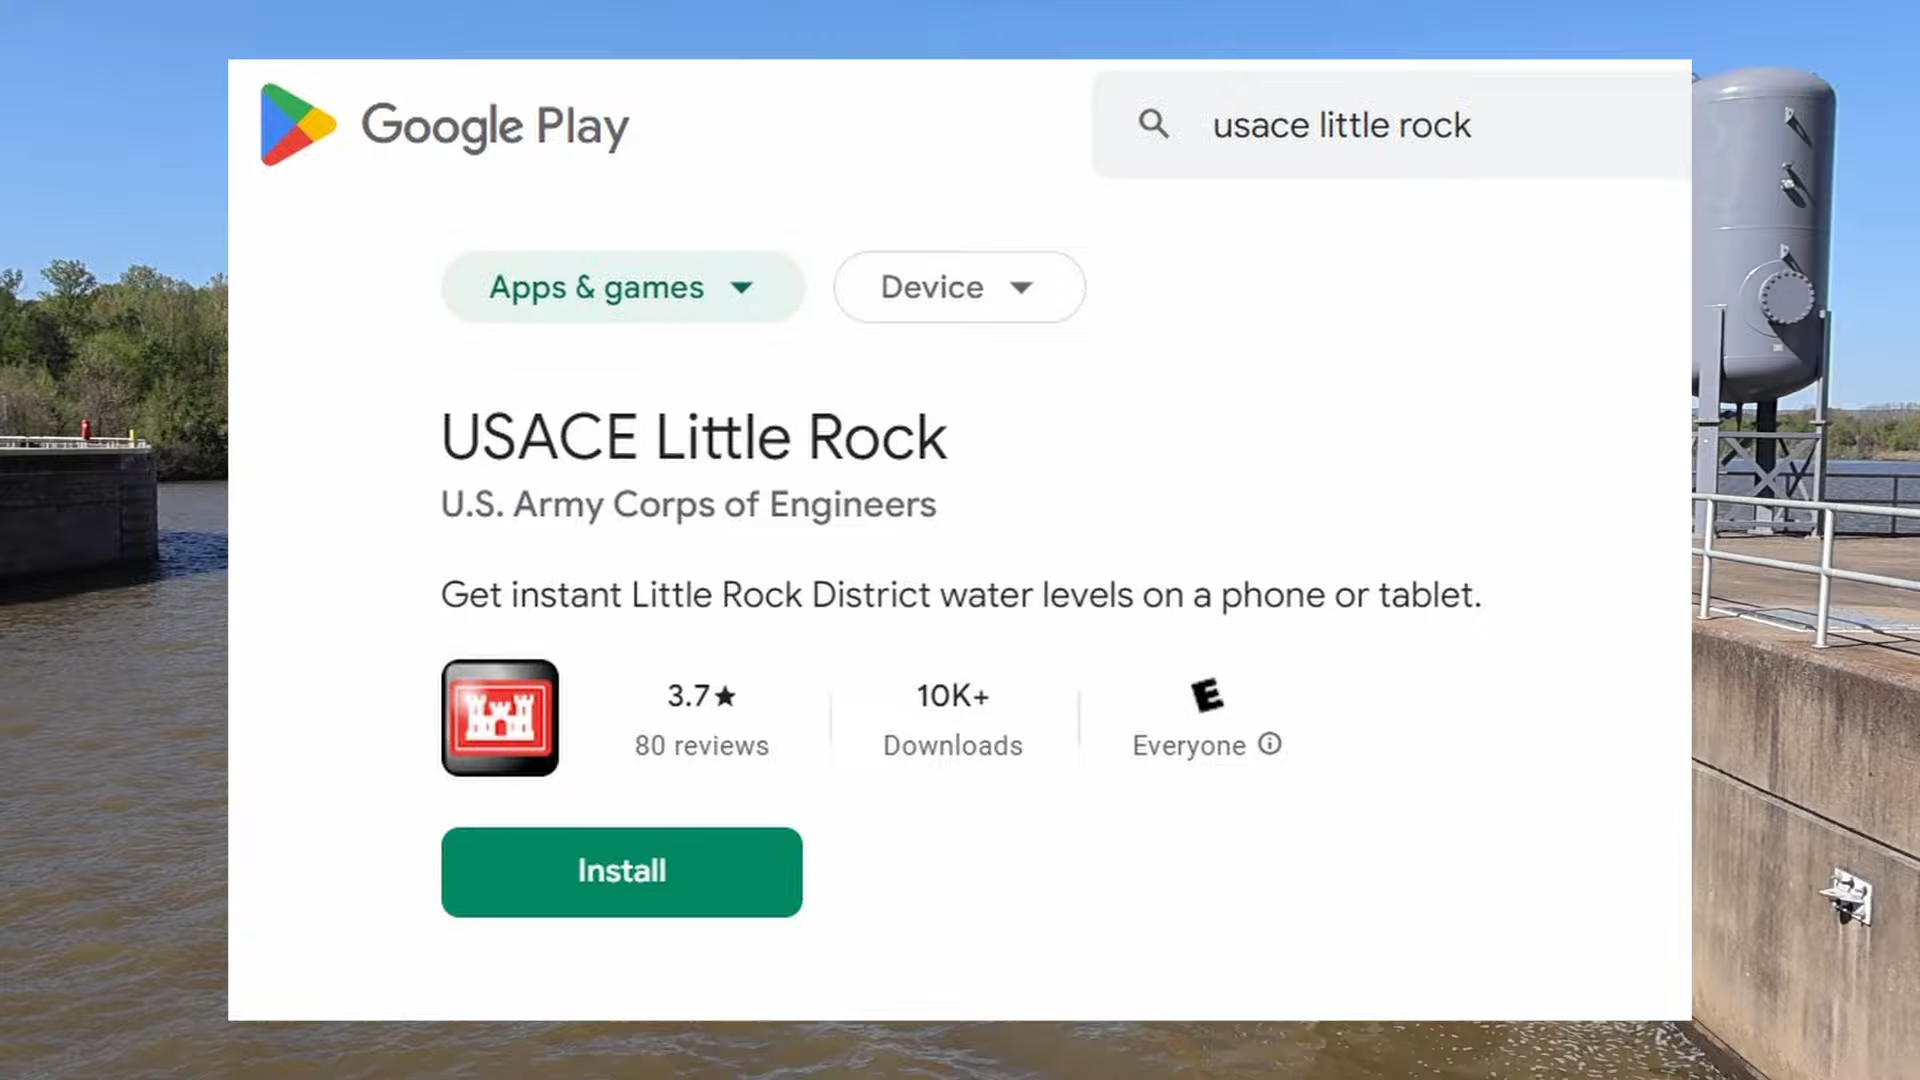 Google Play
usace little rock
Apps & games
Device
USACE Little Rock
U.S. Army Corps of Engineers
Get instant Little Rock District water levels on a phone or tablet.
3.7★
10K+
E
80 reviews
Downloads
Everyone
Install